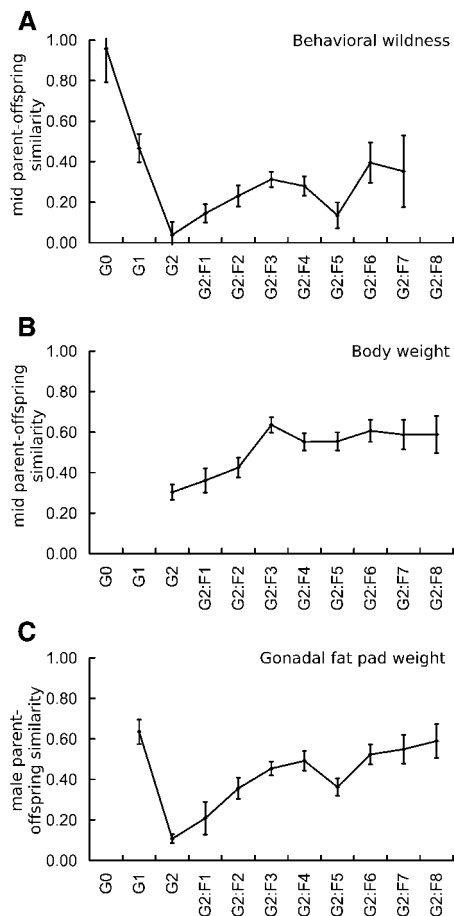 A
Behavioral wildness
mid parent-offspring
similarity
1.00
0.80
0.60
0.40
0.20
0.00
G0
G1
G2
G2:F1
G2:F2
G2:F3
G2:F4
G2:F5
G2:F6
G2:F7
G2:F8
B
Body weight
mid parent-offspring
similarity
1.00
0.80
0.60
0.40
0.20
0.00
G0
G1
G2
G2:F1
G2:F2
G2:F3
G2:F4
G2:F5
G2:F6
G2:F7
G2:F8
C
Gonadal fat pad weight
male parent-
offspring similarity
1.00
0.80
0.60
0.40
0.20
0.00
G0
G1
G2
G2:F1
G2:F2
G2:F3
G2:F4
G2:F5
G2:F6
G2:F7
G2:F8